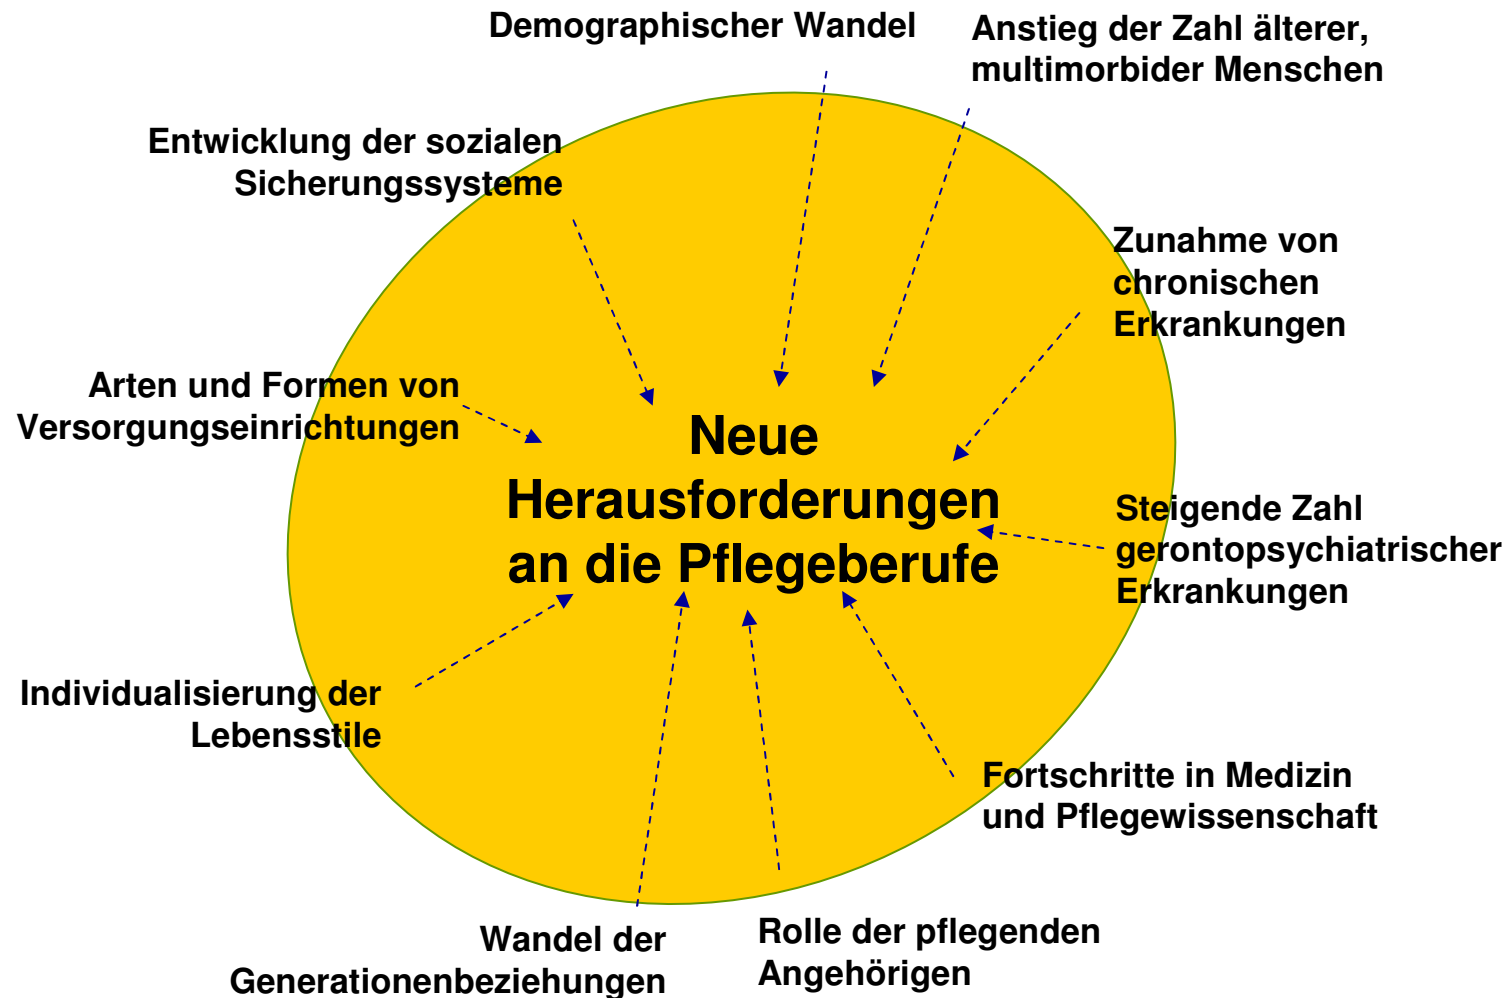 Demographischer Wandel
Anstieg der Zahl älterer,
multimorbider Menschen
Entwicklung der sozialen
Sicherungssysteme
Zunahme von
chronischen
Erkrankungen
Arten und Formen von
Versorgungseinrichtungen
Neue
Herausforderungen
an die Pflegeberufe
Steigende Zahl
gerontopsychiatrischer
Erkrankungen
Individualisierung der
Lebensstile
Fortschritte in Medizin
und Pflegewissenschaft
Wandel der
Generationenbeziehungen
Rolle der pflegenden
Angehörigen